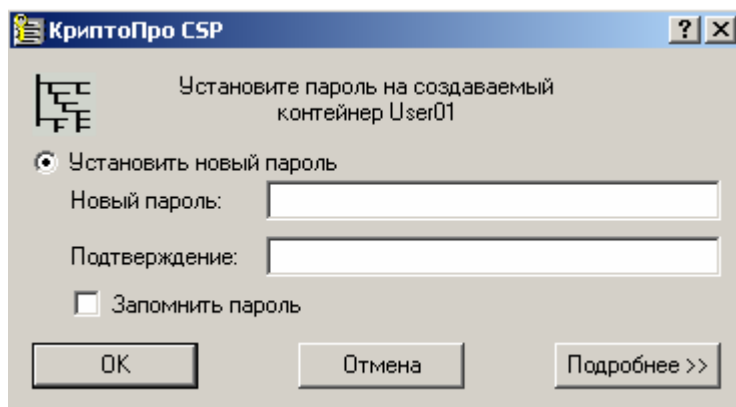 КриптоПро CSP
Установите пароль на создаваемый
контейнер User01
Установить новый пароль
Новый пароль:
Подтверждение:
Запомнить пароль
OK
Отмена
Подробнее >>